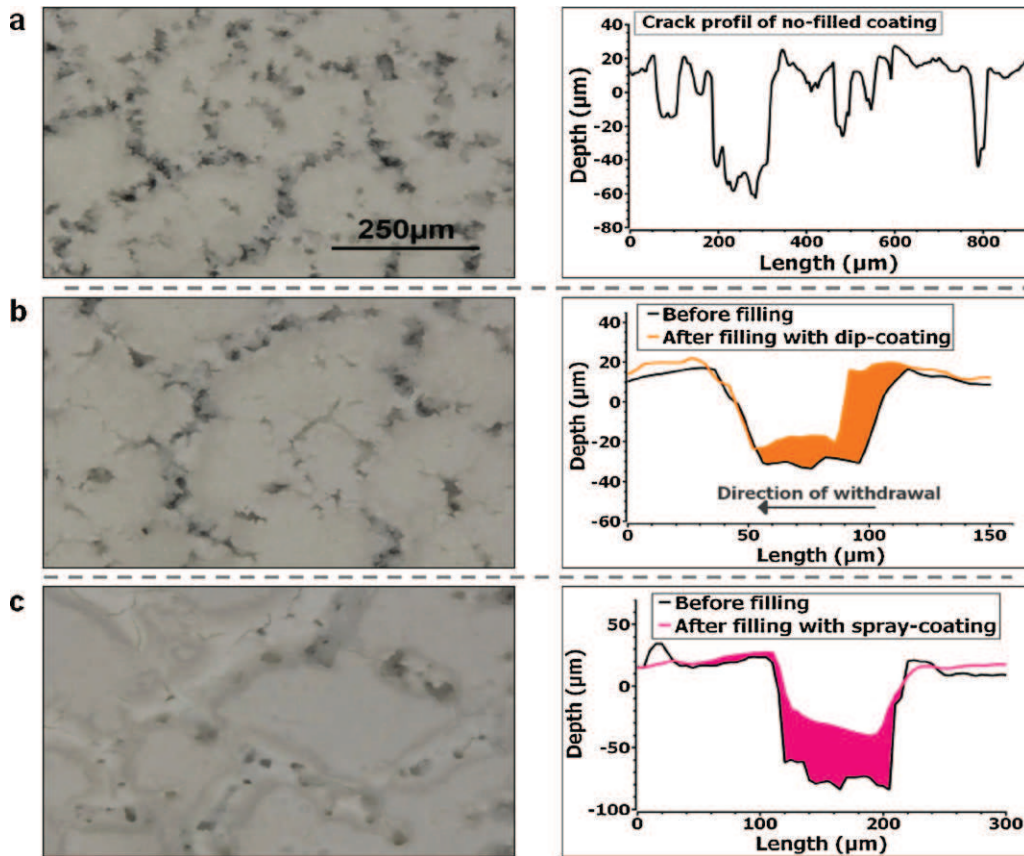 a
250µm
Crack profil of no-filled coating
40
20
0
-20
-40
-60
-80
Depth (µm)
0 200 400 600 800
Length (µm)
b
Before filling
After filling with dip-coating
40
20
0
-20
-40
-60
Depth (µm)
Direction of withdrawal
0 50 100 150
Length (µm)
c
Before filling
After filling with spray-coating
50
0
-50
-100
Depth (µm)
0 100 200 300
Length (µm)